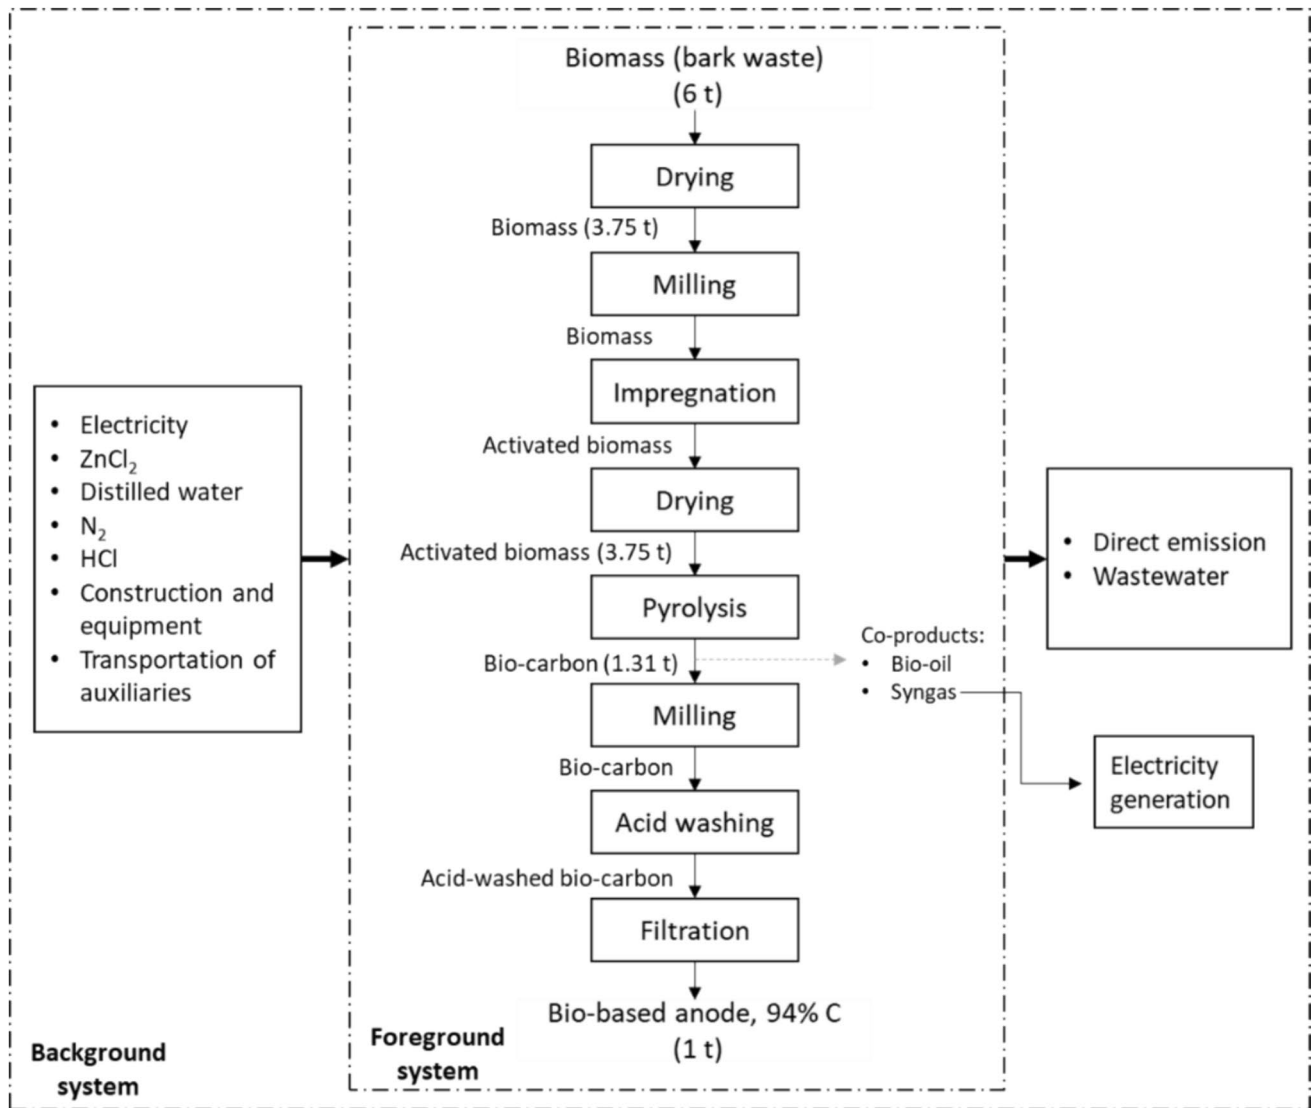 Biomass (bark waste)
(6 t)
Drying
Biomass (3.75 t)
Milling
Biomass
Impregnation
Activated biomass
Drying
Activated biomass (3.75 t)
Pyrolysis
Bio-carbon (1.31 t)
Milling
Bio-carbon
Acid washing
Acid-washed bio-carbon
Filtration
Bio-based anode, 94% C
(1 t)
Foreground
system
• Electricity
• ZnCl₂
• Distilled water
• N₂
• HCl
• Construction and
equipment
• Transportation of
auxiliaries
Background
system
Co-products:
• Bio-oil
• Syngas
• Direct emission
• Wastewater
Electricity
generation